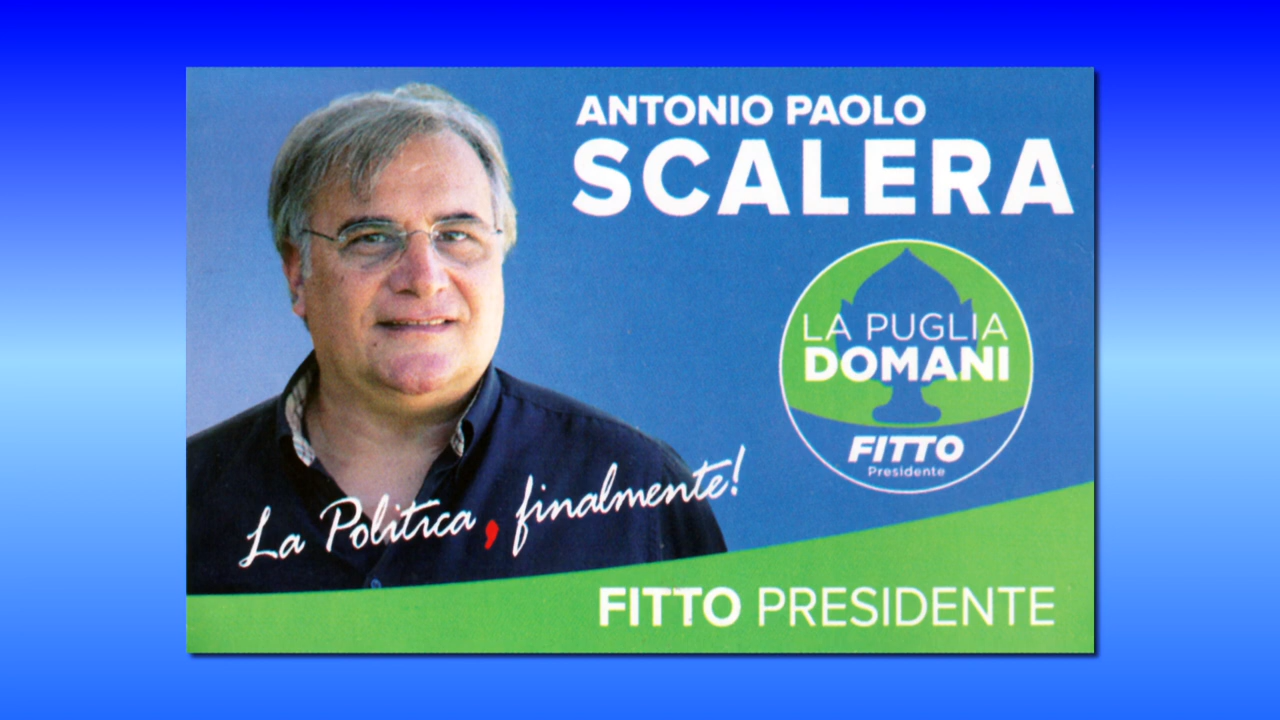 ANTONIO PAOLO
SCALERA
LA PUGLIA
DOMANI
FITTO
Presidente
La Politica, finalmente!
FITTO PRESIDENTE